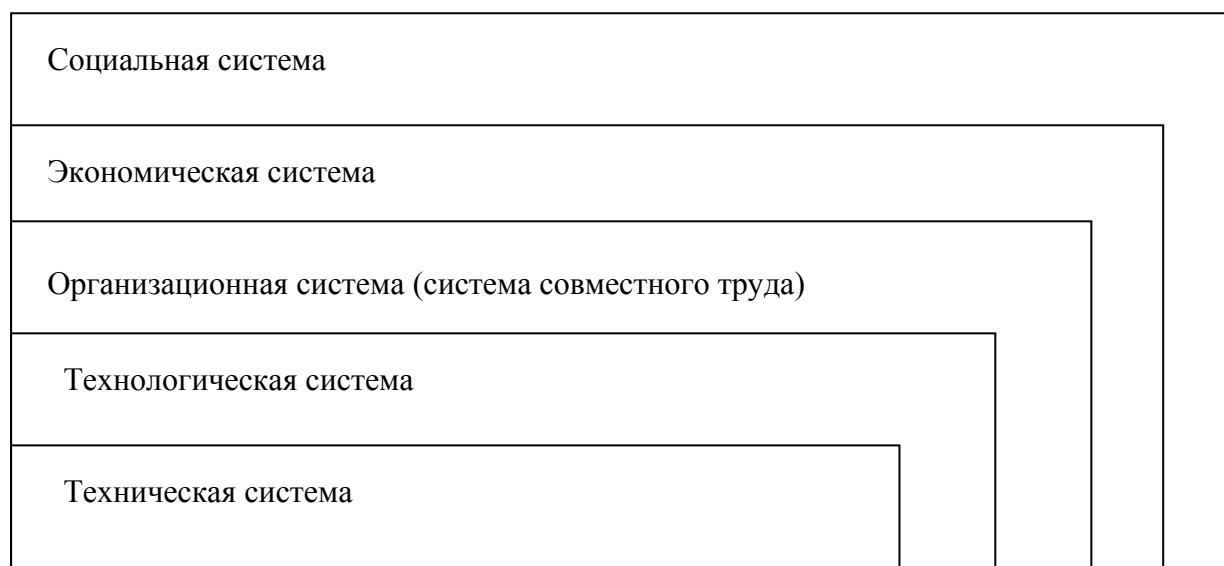 Социальная система
Экономическая система
Организационная система (система совместного труда)
Технологическая система
Техническая система